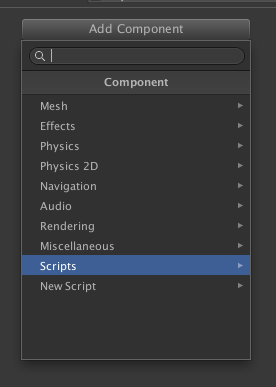 Add Component
Component
Mesh
Effects
Physics
Physics 2D
Navigation
Audio
Rendering
Miscellaneous
Scripts
New Script